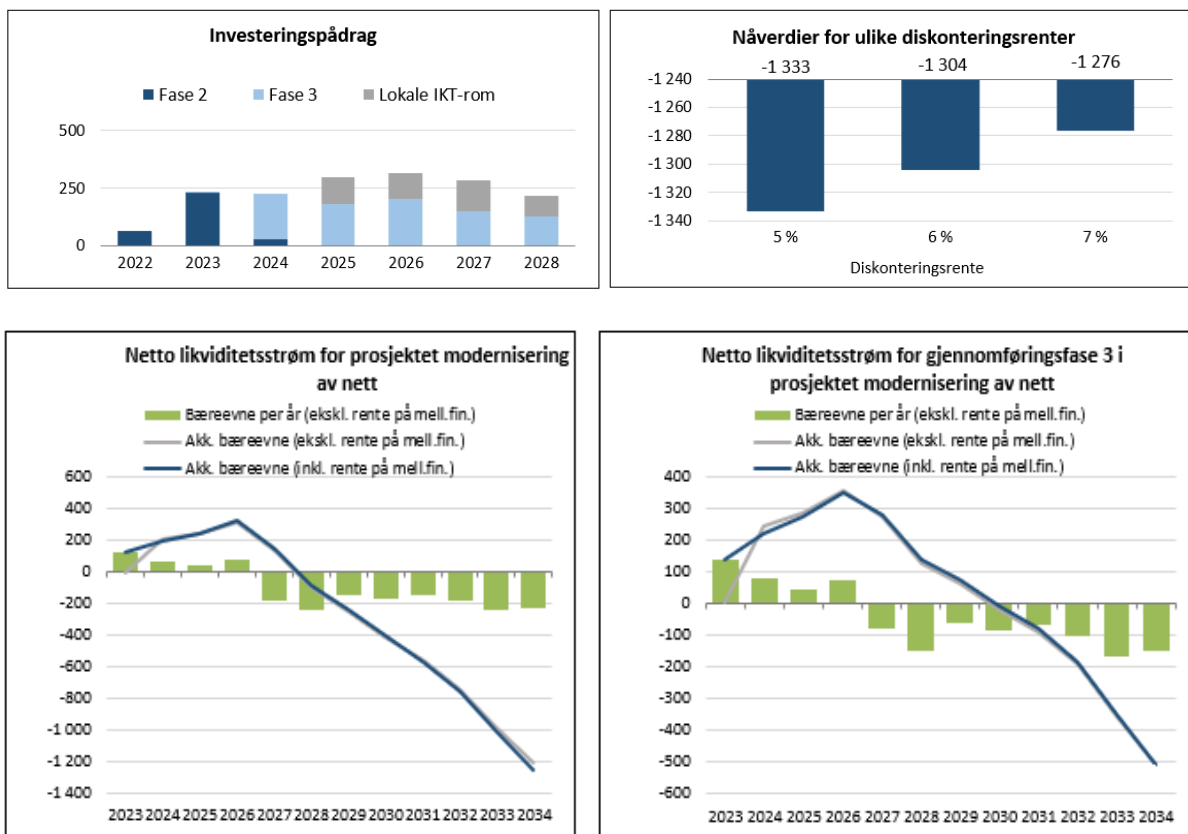 Investeringspådrag
Fase 2 Fase 3 Lokale IKT-rom
500
250
0
2022 2023 2024 2025 2026 2027 2028
Nåverdier for ulike diskonteringsrenter
-1 333 -1 304 -1 276
-1 240
-1 260
-1 280
-1 300
-1 320
-1 340
5 % 6 % 7 %
Diskonteringsrente
Netto likviditetsstrøm for prosjektet modernisering
av nett
Bæreevne per år (ekskl. rente på mell.fin.)
Akk. bæreevne (ekskl. rente på mell.fin.)
Akk. bæreevne (inkl. rente på mell.fin.)
600
400
200
0
-200
-400
-600
-800
-1 000
-1 200
-1 400
2023 2024 2025 2026 2027 2028 2029 2030 2031 2032 2033 2034
Netto likviditetsstrøm for gjennomføringsfase 3 i
prosjektet modernisering av nett
Bæreevne per år (ekskl. rente på mell.fin.)
Akk. bæreevne (ekskl. rente på mell.fin.)
Akk. bæreevne (inkl. rente på mell.fin.)
400
300
200
100
0
-100
-200
-300
-400
-500
-600
2023 2024 2025 2026 2027 2028 2029 2030 2031 2032 2033 2034